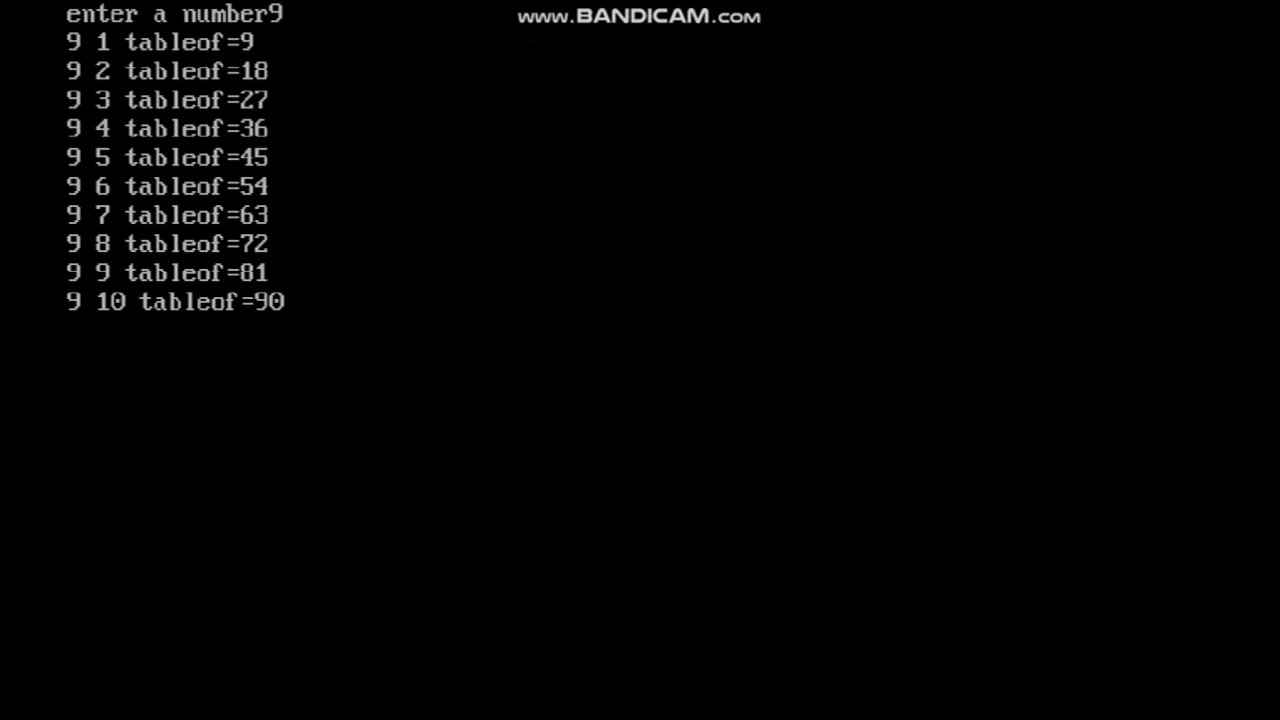 enter a number9
www.BANDICAM.com
9 1 tableof=9
9 2 tableof=18
9 3 tableof=27
9 4 tableof=36
9 5 tableof=45
9 6 tableof=54
9 7 tableof=63
9 8 tableof=72
9 9 tableof=81
9 10 tableof=90